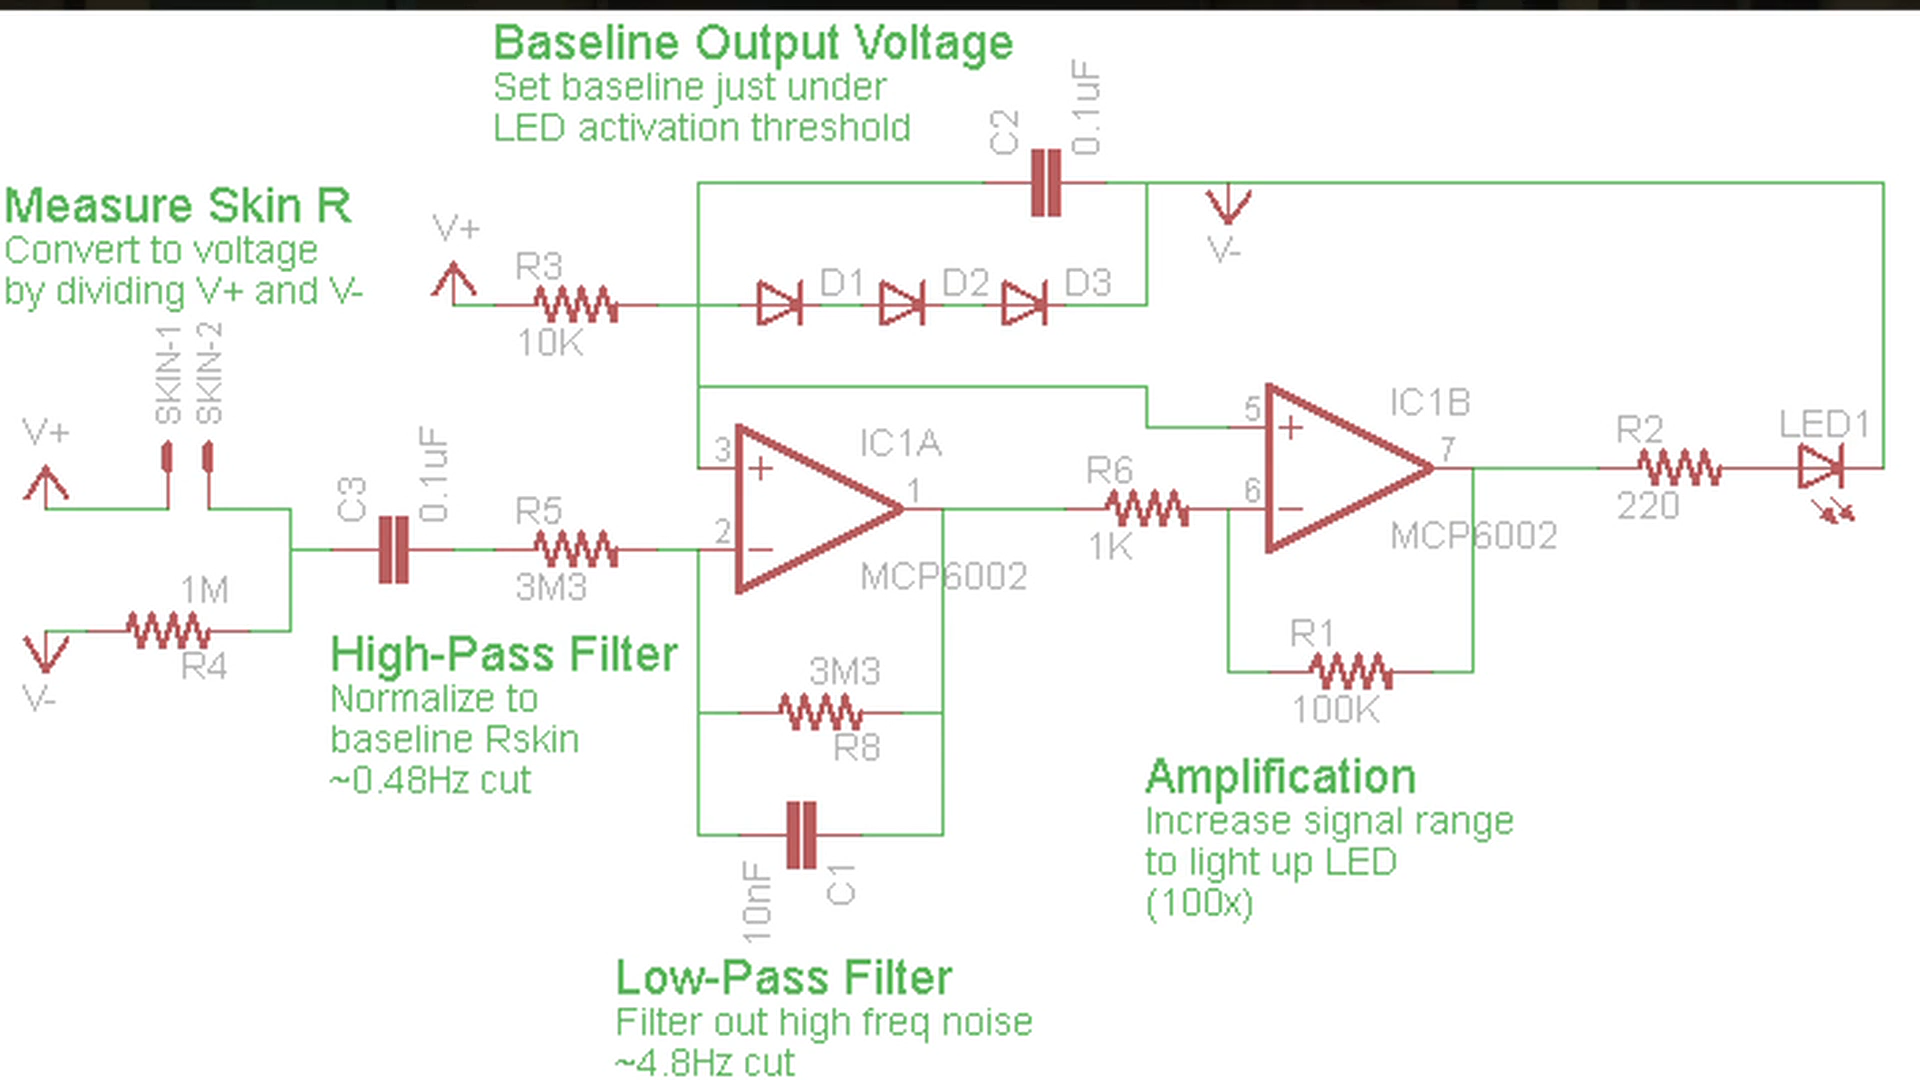 Baseline Output Voltage
Set baseline just under
LED activation threshold
C2
0.1uF
Measure Skin R
Convert to voltage
by dividing V+ and V-
V+
R3
10K
D1
D2
D3
V-
SKIN-1
SKIN-2
V+
C3
0.1uF
R5
3M3
1M
R4
V-
3
2
1
IC1A
MCP6002
R6
1K
5
6
7
IC1B
MCP6002
R2
220
LED1
High-Pass Filter
Normalize to
baseline Rskin
~0.48Hz cut
3M3
R8
10nF
C1
R1
100K
Amplification
Increase signal range
to light up LED
(100x)
Low-Pass Filter
Filter out high freq noise
~4.8Hz cut